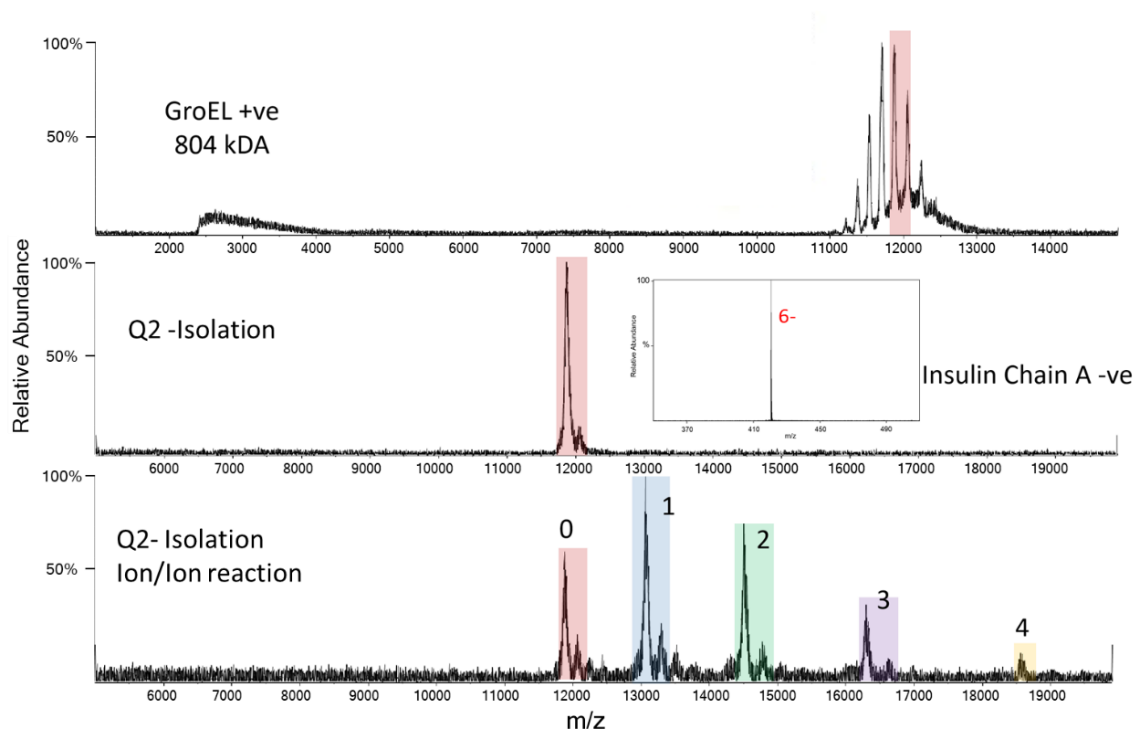 100%
50%
GroEL +ve
804 kDA
2000 3000 4000 5000 6000 7000 8000 9000 10000 11000 12000 13000 14000
Relative Abundance
100%
50%
Q2 -Isolation
100
%
Relative Abundance
6-
370 410 450 490
m/z
Insulin Chain A -ve
6000 7000 8000 9000 10000 11000 12000 13000 14000 15000 16000 17000 18000 19000
100%
50%
Q2- Isolation
Ion/Ion reaction
0
1
2
3
4
6000 7000 8000 9000 10000 11000 12000 13000 14000 15000 16000 17000 18000 19000
m/z